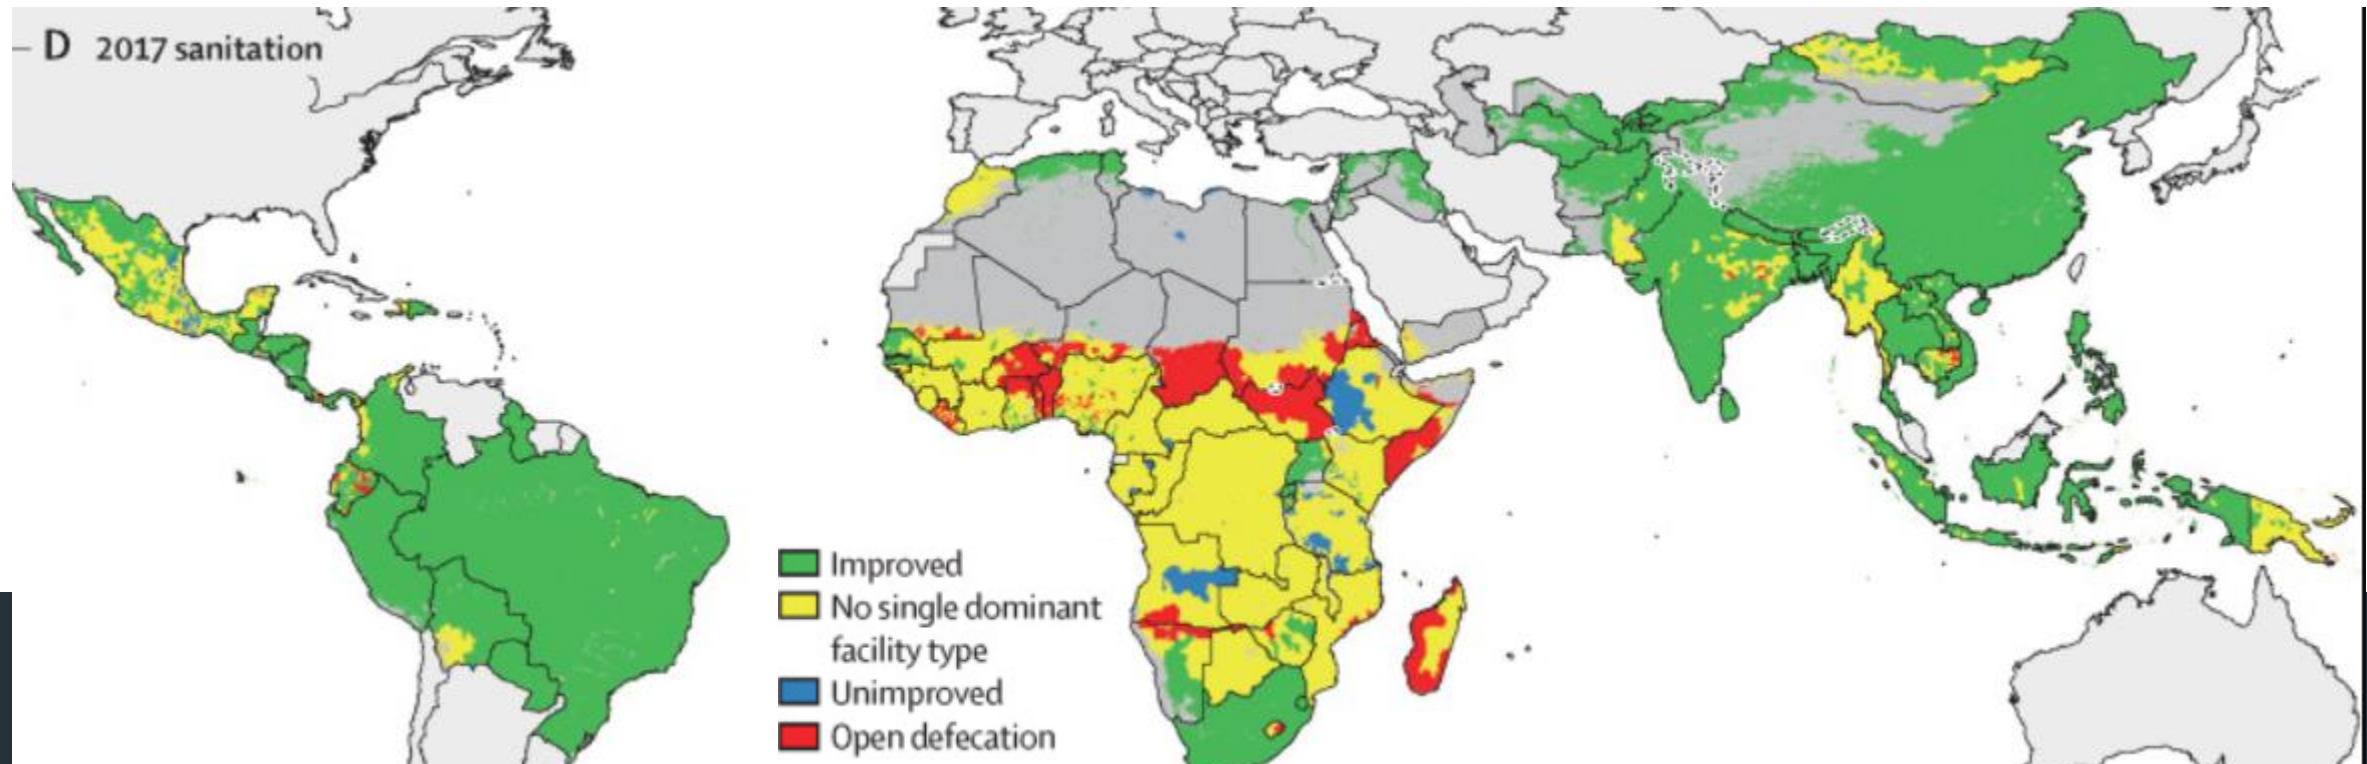 D 2017 sanitation
Improved
No single dominant
facility type
Unimproved
Open defecation